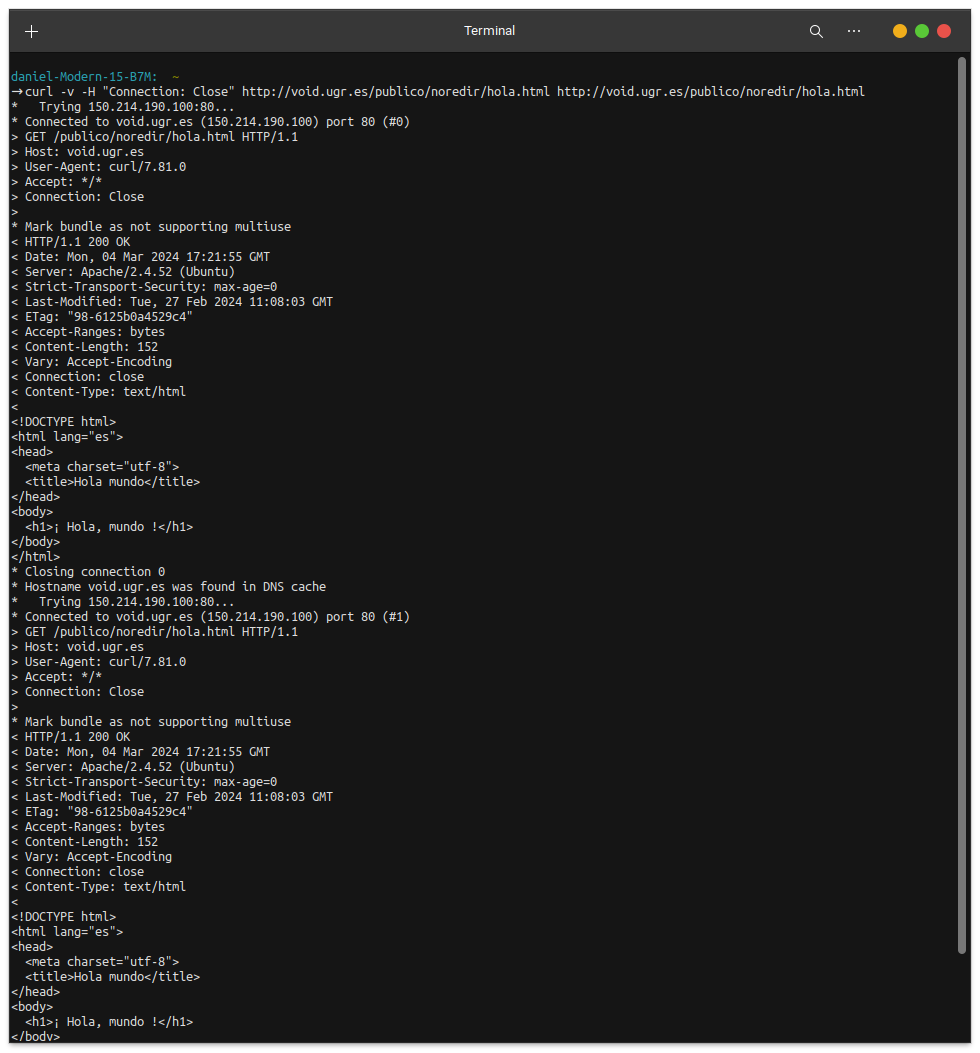 Terminal
daniel-Modern-15-B7M: ~
→curl -v -H "Connection: Close" http://void.ugr.es/publico/noredir/hola.html http://void.ugr.es/publico/noredir/hola.html
*   Trying 150.214.190.100:80...
* Connected to void.ugr.es (150.214.190.100) port 80 (#0)
> GET /publico/noredir/hola.html HTTP/1.1
> Host: void.ugr.es
> User-Agent: curl/7.81.0
> Accept: */*
> Connection: Close
>
* Mark bundle as not supporting multiuse
< HTTP/1.1 200 OK
< Date: Mon, 04 Mar 2024 17:21:55 GMT
< Server: Apache/2.4.52 (Ubuntu)
< Strict-Transport-Security: max-age=0
< Last-Modified: Tue, 27 Feb 2024 11:08:03 GMT
< ETag: "98-6125b0a4529c4"
< Accept-Ranges: bytes
< Content-Length: 152
< Vary: Accept-Encoding
< Connection: close
< Content-Type: text/html
<
<!DOCTYPE html>
<html lang="es">
<head>
  <meta charset="utf-8">
  <title>Hola mundo</title>
</head>
<body>
  <h1>¡ Hola, mundo !</h1>
</body>
</html>
* Closing connection 0
* Hostname void.ugr.es was found in DNS cache
*   Trying 150.214.190.100:80...
* Connected to void.ugr.es (150.214.190.100) port 80 (#1)
> GET /publico/noredir/hola.html HTTP/1.1
> Host: void.ugr.es
> User-Agent: curl/7.81.0
> Accept: */*
> Connection: Close
>
* Mark bundle as not supporting multiuse
< HTTP/1.1 200 OK
< Date: Mon, 04 Mar 2024 17:21:55 GMT
< Server: Apache/2.4.52 (Ubuntu)
< Strict-Transport-Security: max-age=0
< Last-Modified: Tue, 27 Feb 2024 11:08:03 GMT
< ETag: "98-6125b0a4529c4"
< Accept-Ranges: bytes
< Content-Length: 152
< Vary: Accept-Encoding
< Connection: close
< Content-Type: text/html
<
<!DOCTYPE html>
<html lang="es">
<head>
  <meta charset="utf-8">
  <title>Hola mundo</title>
</head>
<body>
  <h1>¡ Hola, mundo !</h1>
</body>